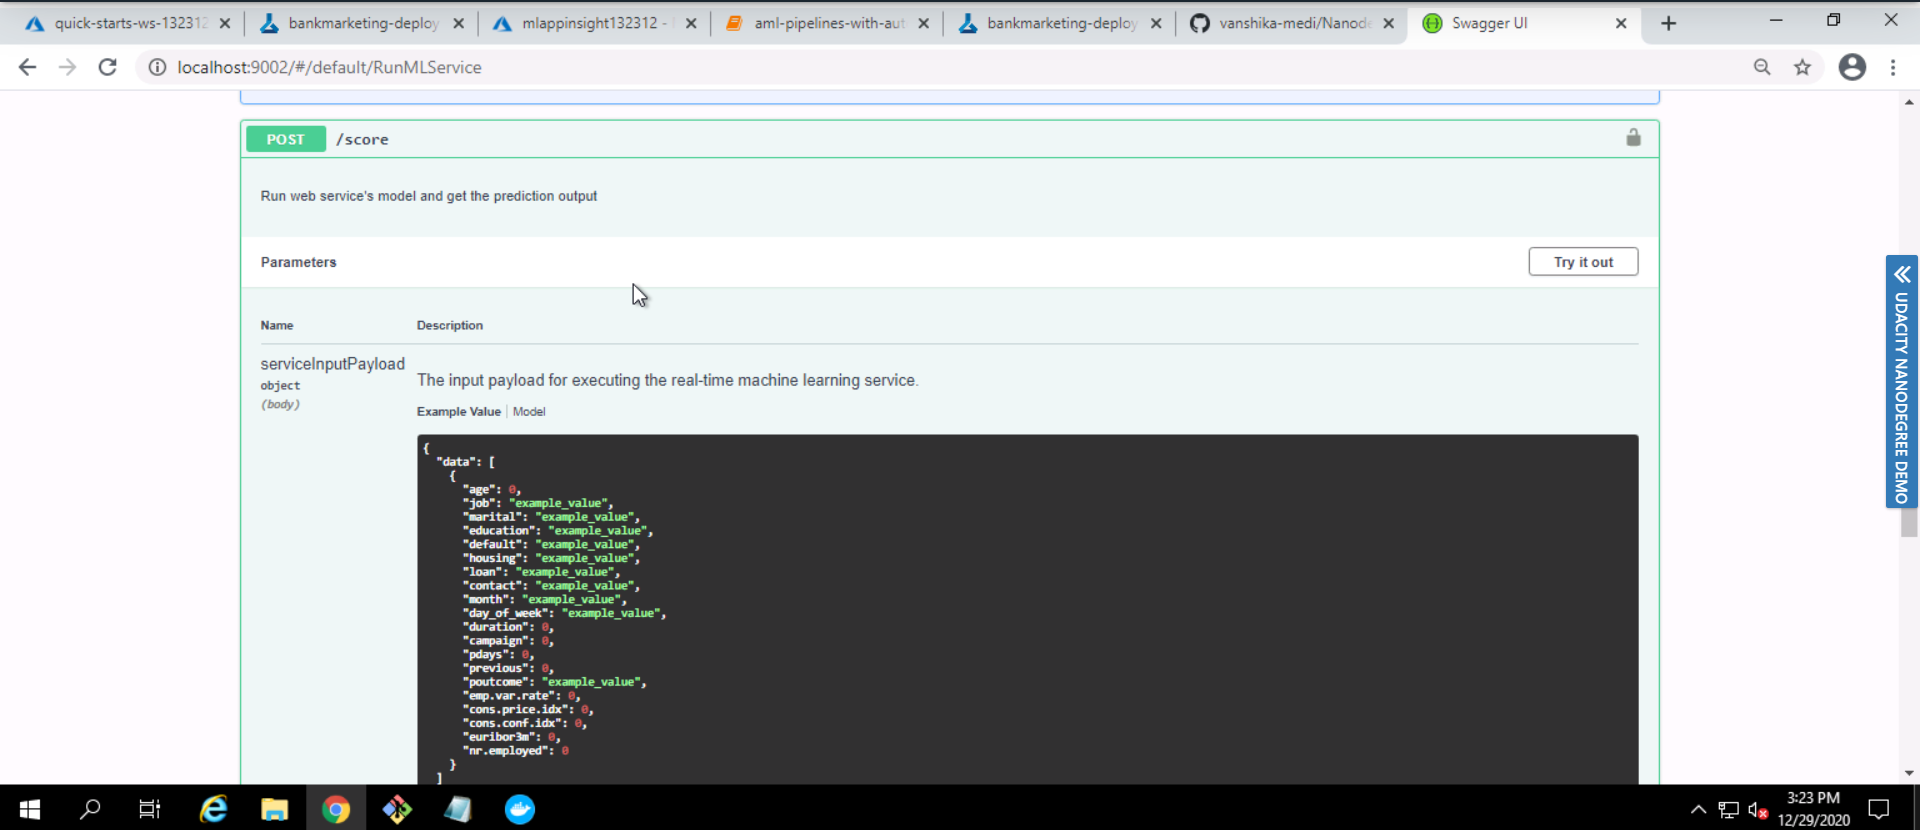 quick-starts-ws-132312
bankmarketing-deploy
mlappinsight132312 -
aml-pipelines-with-aut
bankmarketing-deploy
vanshika-medi/Nanode
Swagger UI
localhost:9002/#/default/RunMLService
POST /score
Run web service's model and get the prediction output
Parameters
Try it out
Name Description
serviceInputPayload
object
(body)
The input payload for executing the real-time machine learning service.
Example Value | Model
{
"data": [
{
"age": 0,
"job": "example_value",
"marital": "example_value",
"education": "example_value",
"default": "example_value",
"housing": "example_value",
"loan": "example_value",
"contact": "example_value",
"month": "example_value",
"day_of_week": "example_value",
"duration": 0,
"campaign": 0,
"pdays": 0,
"previous": 0,
"poutcome": "example_value",
"emp.var.rate": 0,
"cons.price.idx": 0,
"cons.conf.idx": 0,
"euribor3m": 0,
"nr.employed": 0
}
]
UDACITY NANODEGREE DEMO
3:23 PM
12/29/2020